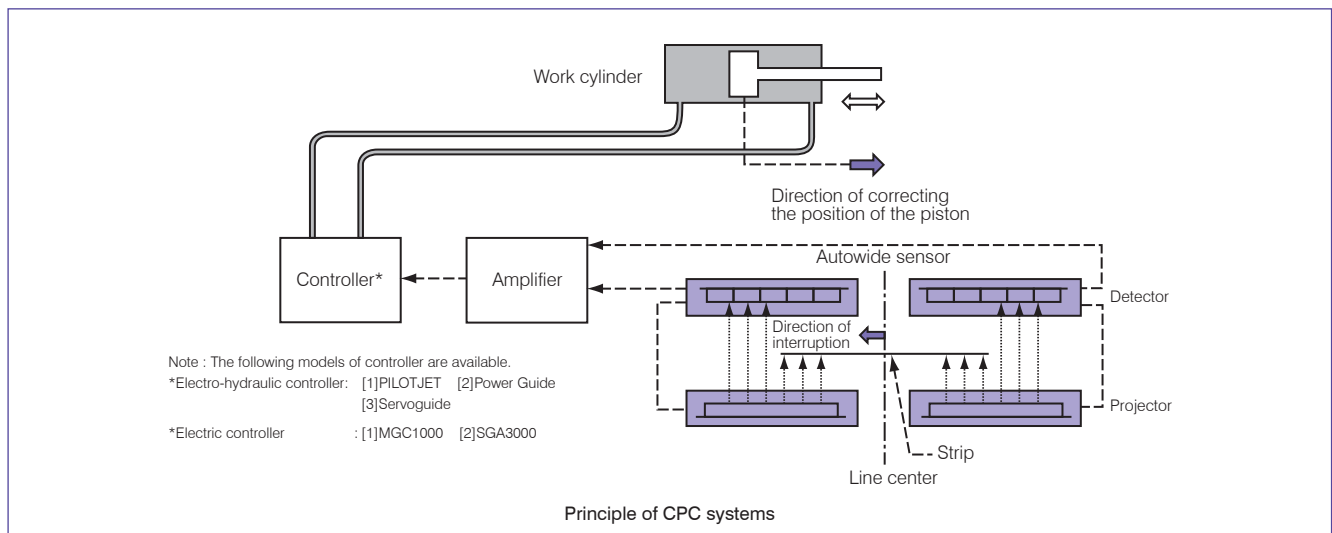 Work cylinder
Direction of correcting
the position of the piston
Controller*
Amplifier
Autowide sensor
Detector
Direction of
interruption
Projector
Strip
Line center
Note : The following models of controller are available.
*Electro-hydraulic controller: [1]PILOTJET [2]Power Guide
[3]Servoguide
*Electric controller : [1]MGC1000 [2]SGA3000
Principle of CPC systems